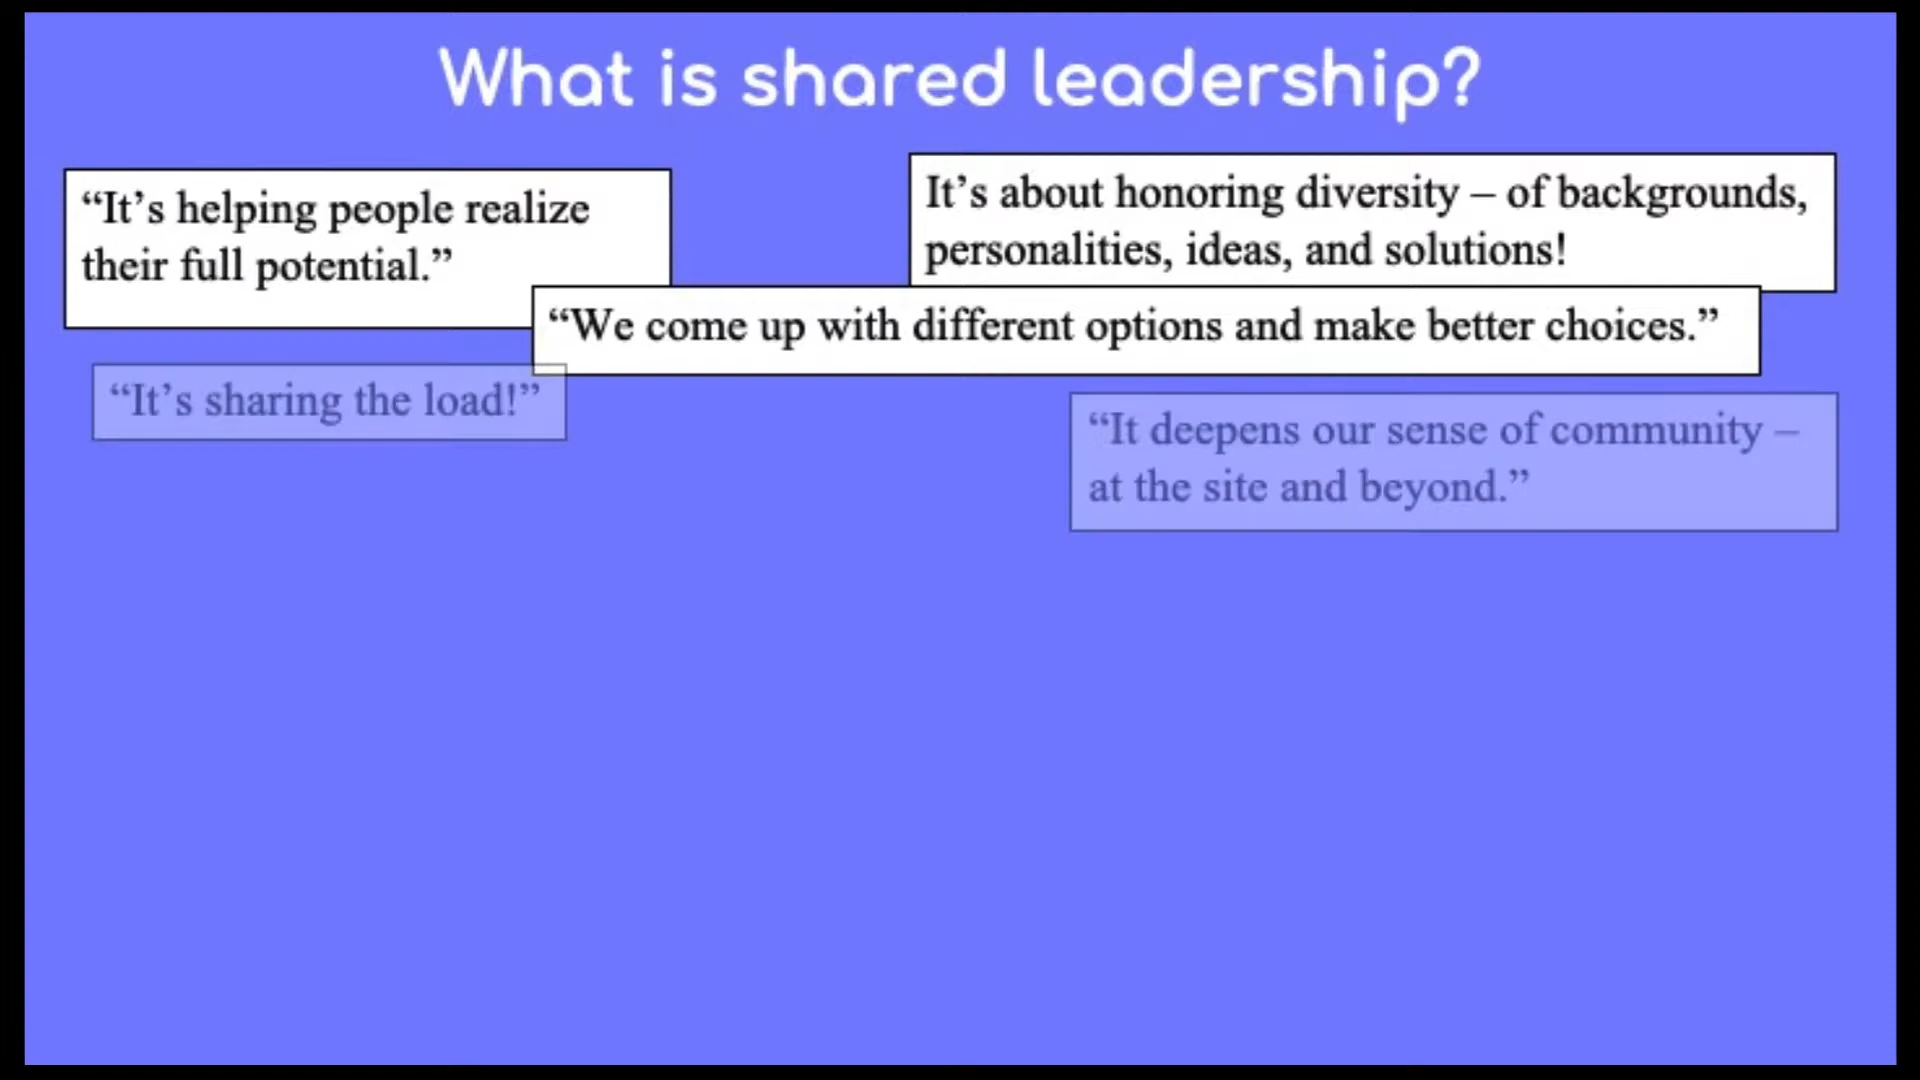 What is shared leadership?
“It’s helping people realize
their full potential.”
It’s about honoring diversity – of backgrounds,
personalities, ideas, and solutions!
“We come up with different options and make better choices.”
“It’s sharing the load!”
“It deepens our sense of community –
at the site and beyond.”